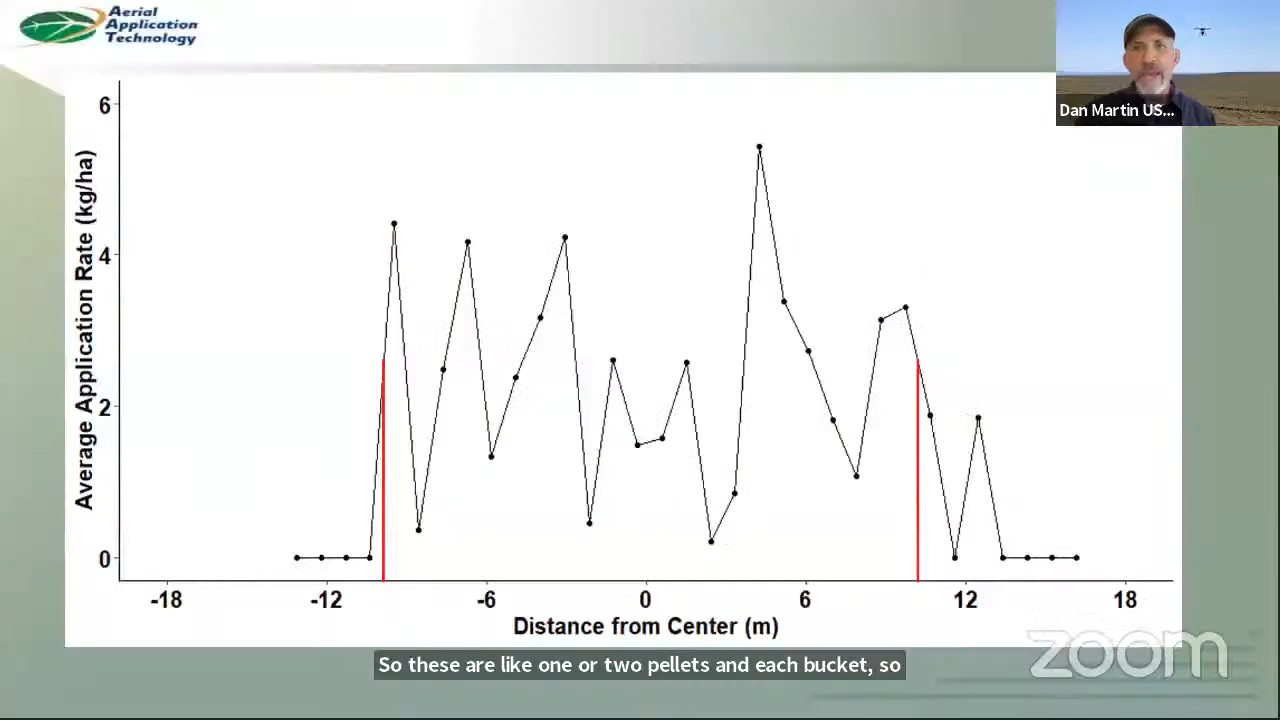 Aerial
Application
Technology
Dan Martin US...
Average Application Rate (kg/ha)
6
4
2
0
-18 -12 -6 0 6 12 18
Distance from Center (m)
zoom
So these are like one or two pellets and each bucket, so